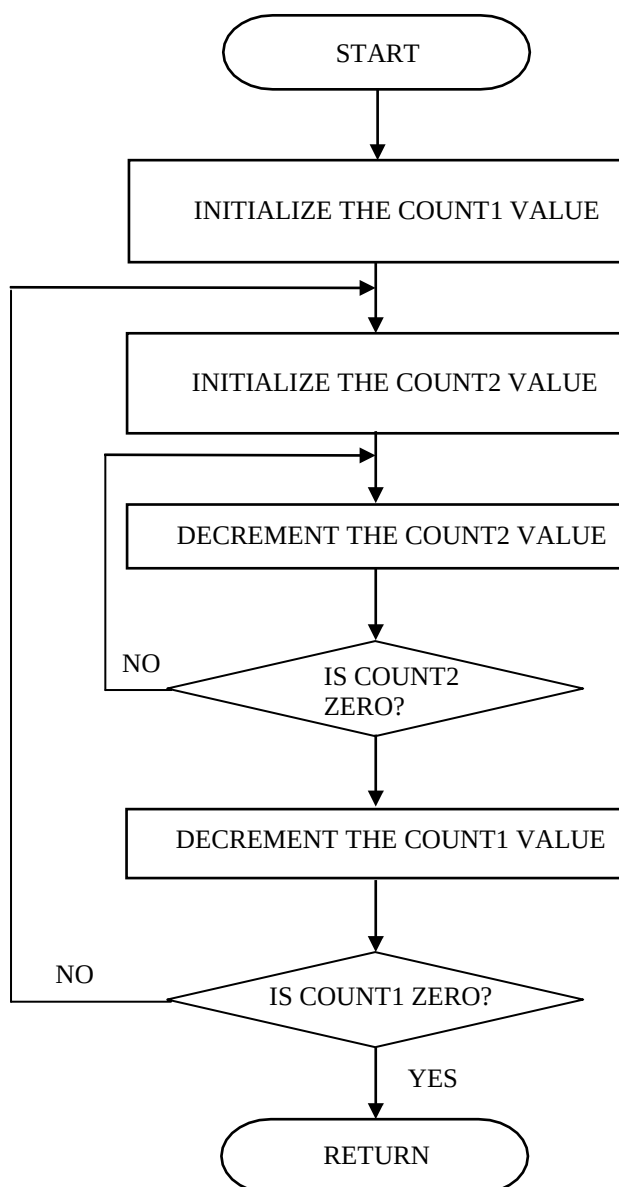 START
INITIALIZE THE COUNT1 VALUE
INITIALIZE THE COUNT2 VALUE
DECREMENT THE COUNT2 VALUE
NO
IS COUNT2
ZERO?
DECREMENT THE COUNT1 VALUE
NO
IS COUNT1 ZERO?
YES
RETURN